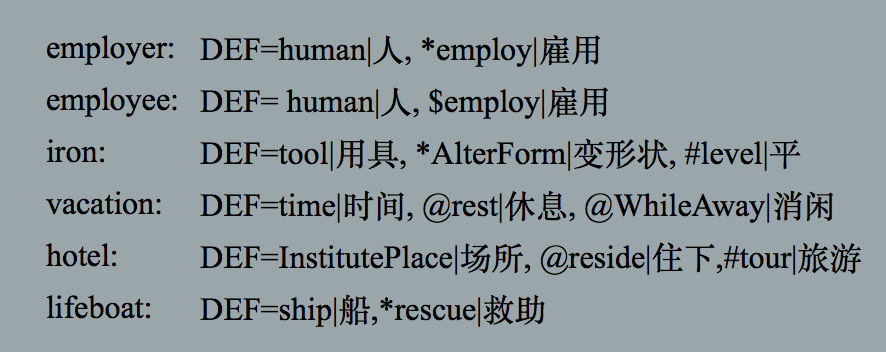 employer: DEF=human|人, *employ|雇用
employee: DEF= human|人, $employ|雇用
iron: DEF=tool|用具, *AlterForm|变形状, #level|平
vacation: DEF=time|时间, @rest|休息, @WhileAway|消闲
hotel: DEF=InstitutePlace|场所, @reside|住下,#tour|旅游
lifeboat: DEF=ship|船,*rescue|救助